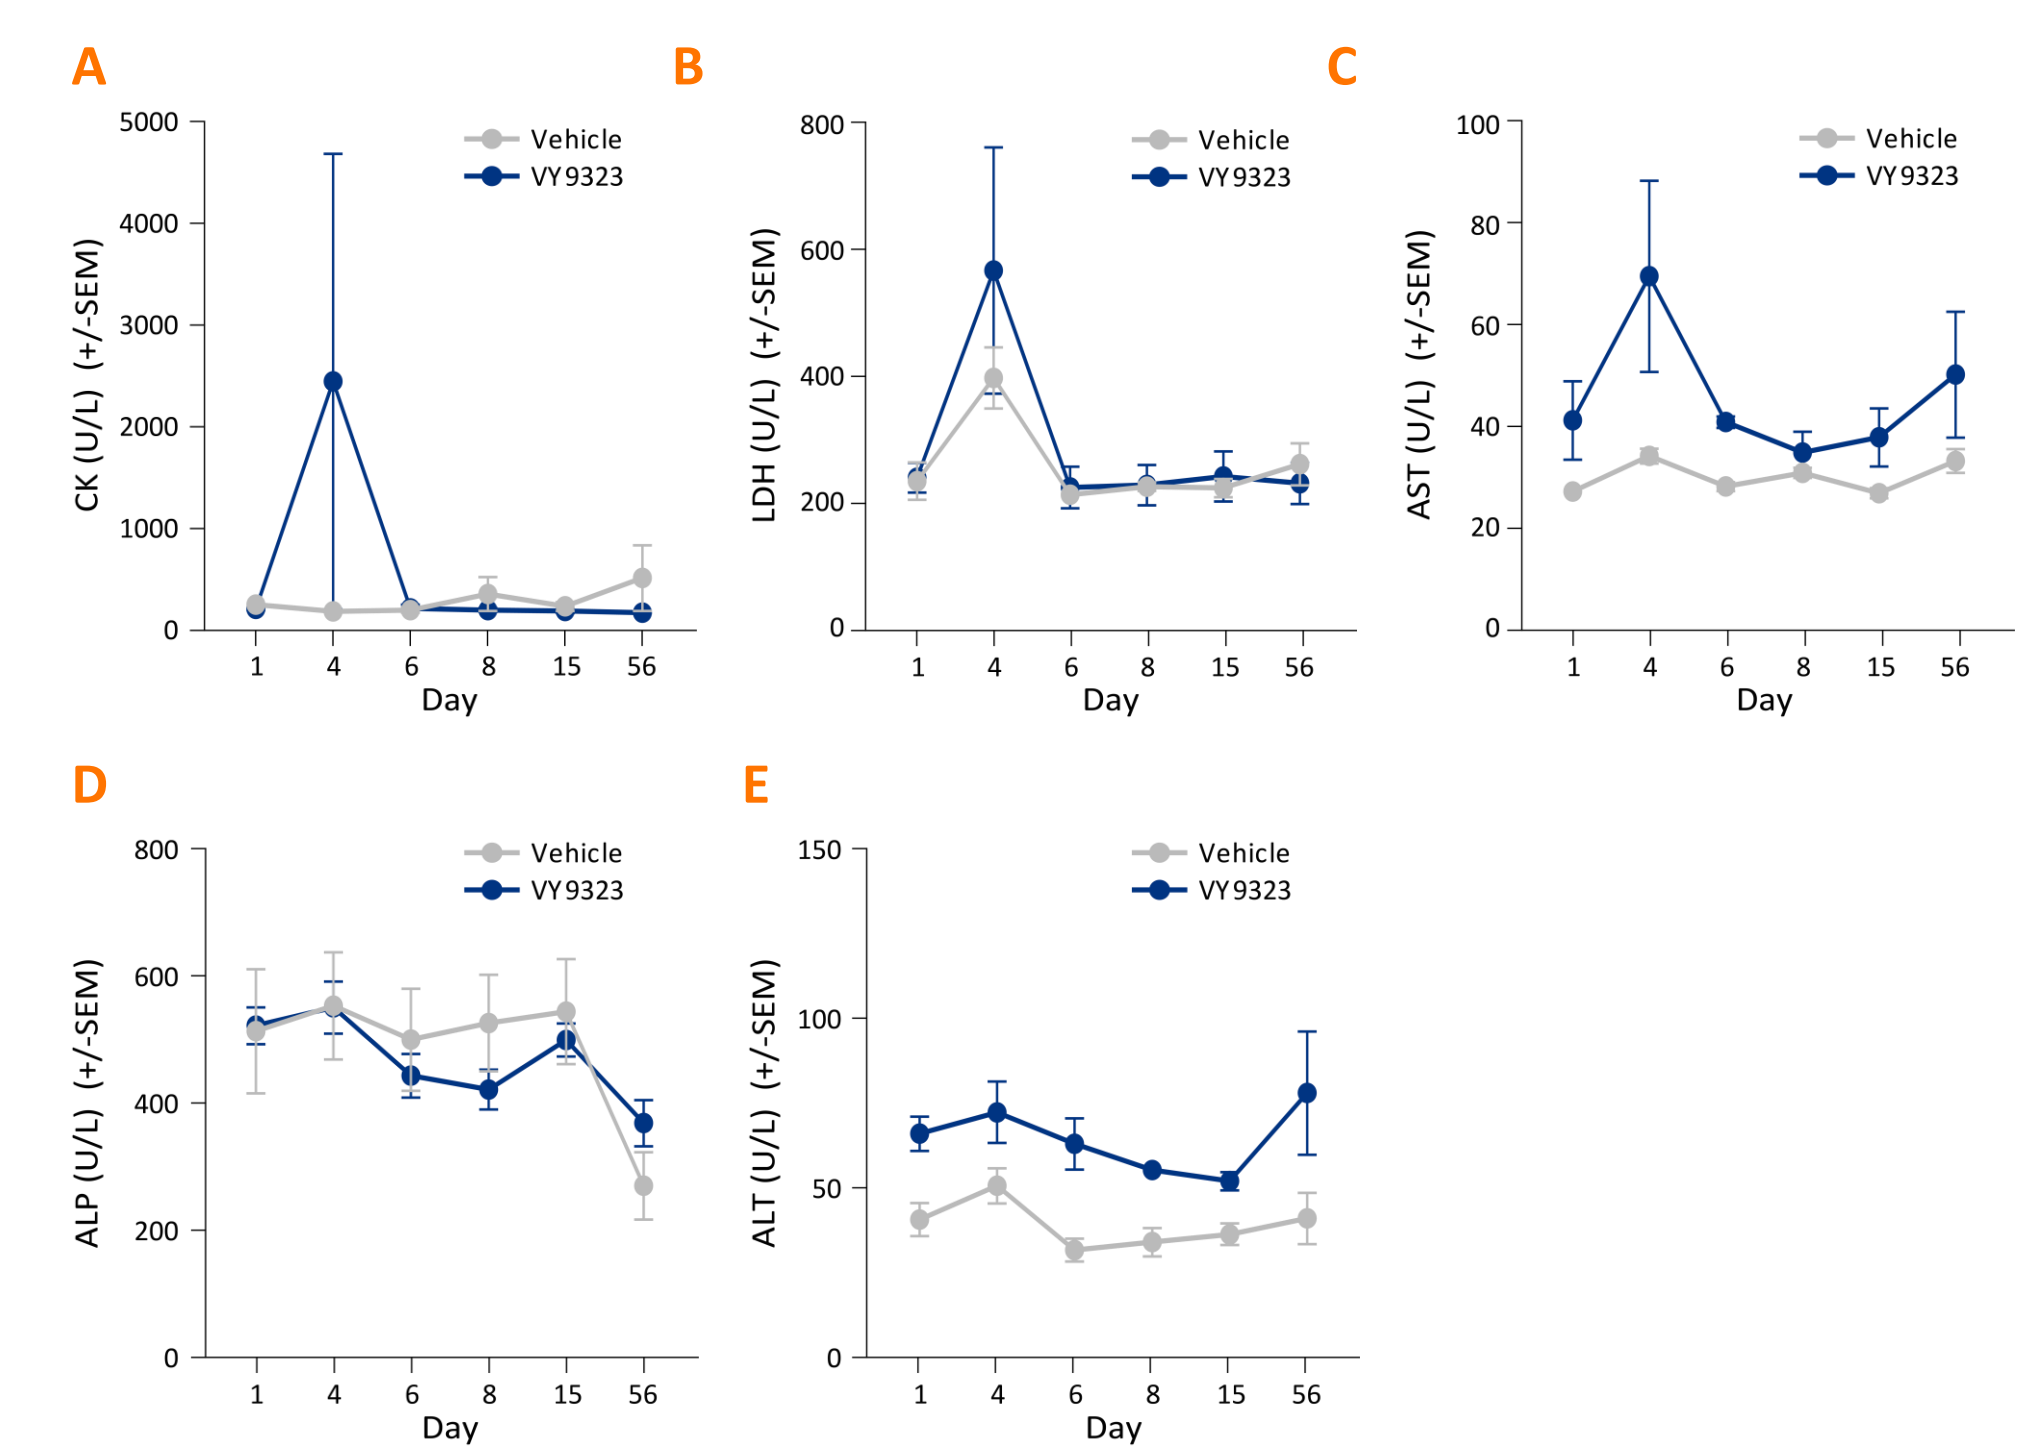 A
B
C
5000
4000
3000
2000
1000
0
CK (U/L) (+/-SEM)
Vehicle
VY9323
1 4 6 8 15 56
Day
800
600
400
200
0
LDH (U/L) (+/-SEM)
Vehicle
VY9323
1 4 6 8 15 56
Day
100
80
60
40
20
0
AST (U/L) (+/-SEM)
Vehicle
VY9323
1 4 6 8 15 56
Day
D
E
800
600
400
200
0
ALP (U/L) (+/-SEM)
Vehicle
VY9323
1 4 6 8 15 56
Day
150
100
50
0
ALT (U/L) (+/-SEM)
Vehicle
VY9323
1 4 6 8 15 56
Day